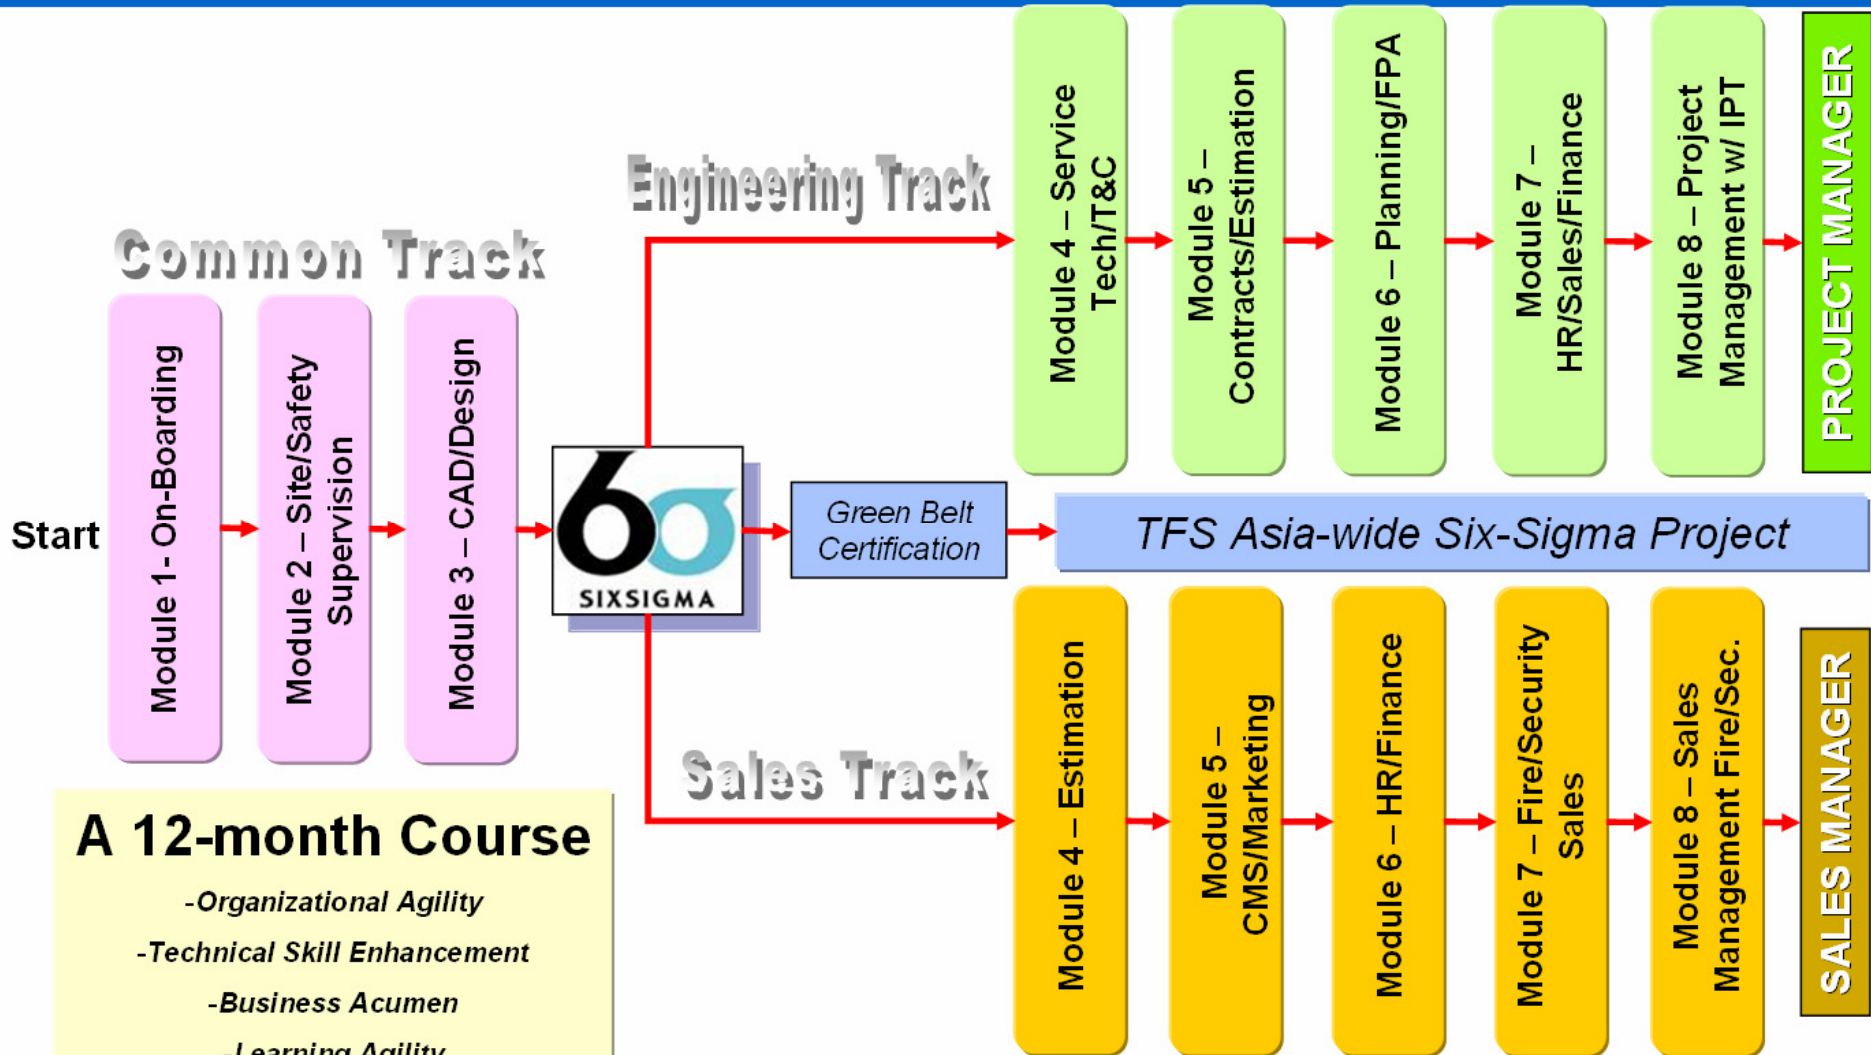 Common Track
Start
Module 1- On-Boarding
Module 2 – Site/Safety
Supervision
Module 3 – CAD/Design
6σ
SIXSIGMA
Engineering Track
Module 4 – Service
Tech/T&C
Module 5 –
Contracts/Estimation
Module 6 – Planning/FPA
Module 7 –
HR/Sales/Finance
Module 8 – Project
Management w/ IPT
PROJECT MANAGER
Green Belt
Certification
TFS Asia-wide Six-Sigma Project
Sales Track
Module 4 – Estimation
Module 5 –
CMS/Marketing
Module 6 – HR/Finance
Module 7 – Fire/Security
Sales
Module 8 – Sales
Management Fire/Sec.
SALES MANAGER
A 12-month Course
-Organizational Agility
-Technical Skill Enhancement
-Business Acumen
-Learning Agility